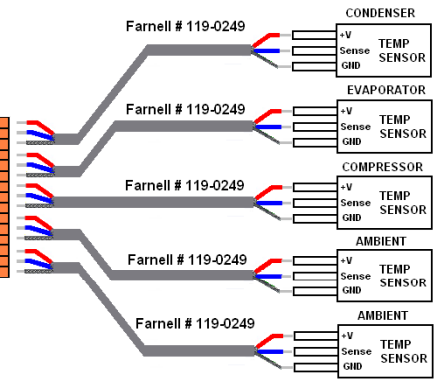 CONDENSER
Farnell # 119-0249
+V
Sense
GND
TEMP
SENSOR
EVAPORATOR
Farnell # 119-0249
+V
Sense
GND
TEMP
SENSOR
COMPRESSOR
Farnell # 119-0249
+V
Sense
GND
TEMP
SENSOR
AMBIENT
Farnell # 119-0249
+V
Sense
GND
TEMP
SENSOR
AMBIENT
Farnell # 119-0249
+V
Sense
GND
TEMP
SENSOR